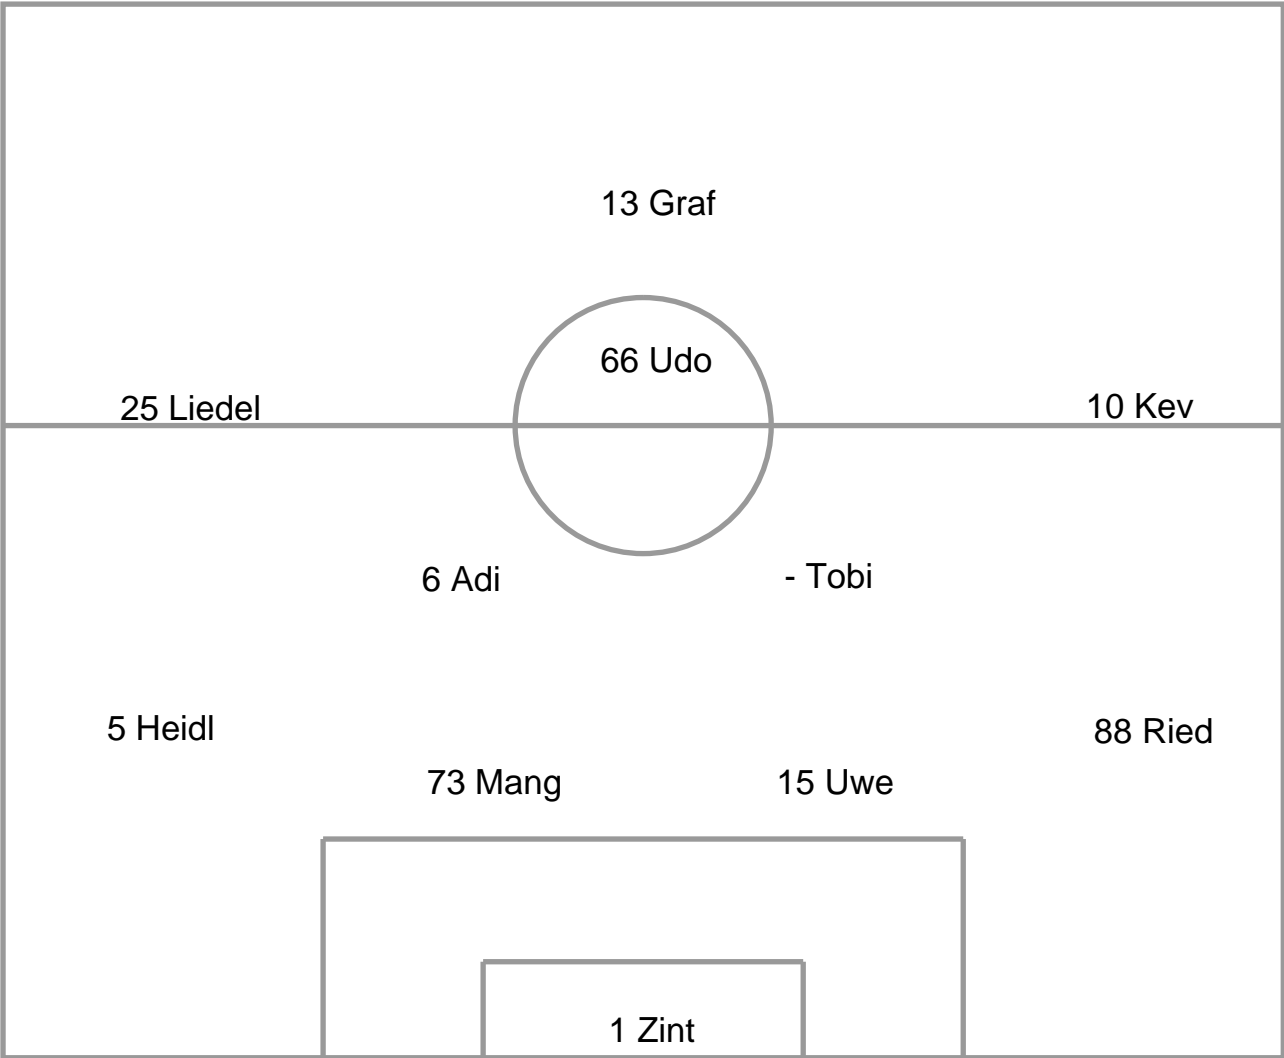 13 Graf
66 Udo
25 Liedel
10 Kev
6 Adi
- Tobi
5 Heidl
88 Ried
73 Mang
15 Uwe
1 Zint